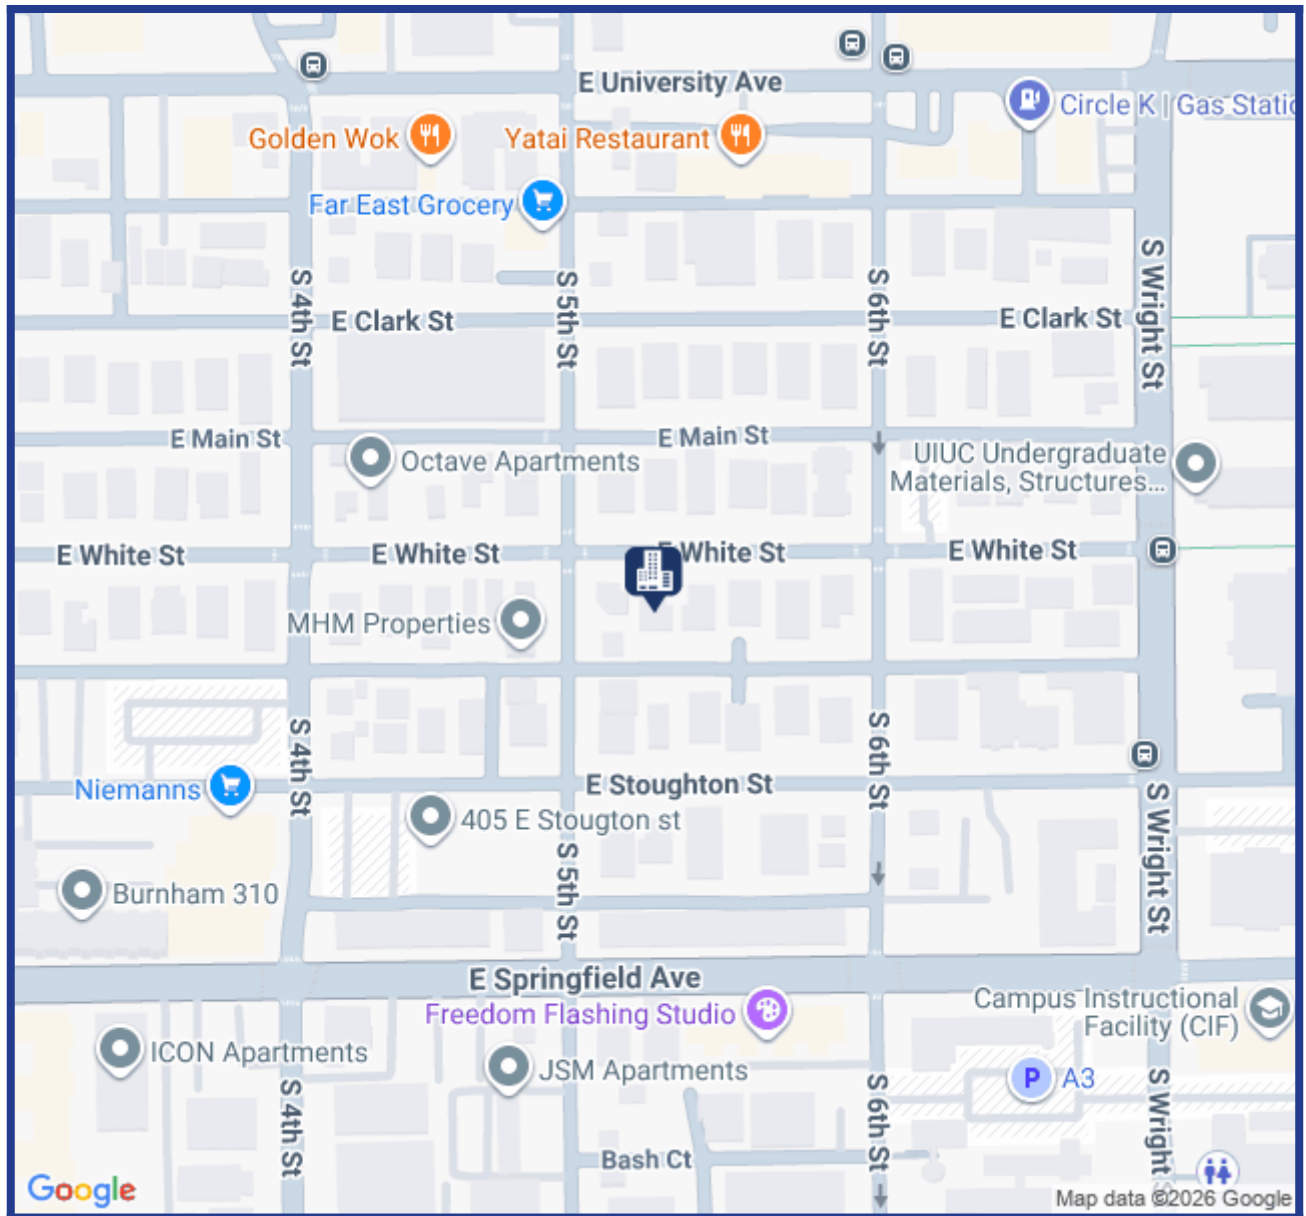 E University Ave
Circle K | Gas Statio
Golden Wok
Yatai Restaurant
Far East Grocery
S 4th St
S 5th St
S 6th St
S Wright St
E Clark St
E Clark St
E Main St
E Main St
Octave Apartments
UIUC Undergraduate
Materials, Structures...
E White St
E White St
E White St
E White St
MHM Properties
S 4th St
S 6th St
E Stoughton St
Niemanns
405 E Stougton st
S 5th St
S Wright St
Burnham 310
E Springfield Ave
Freedom Flashing Studio
Campus Instructional
Facility (CIF)
ICON Apartments
JSM Apartments
P A3
S 4th St
S 6th St
S Wright S
Bash Ct
Google
Map data ©2026 Google